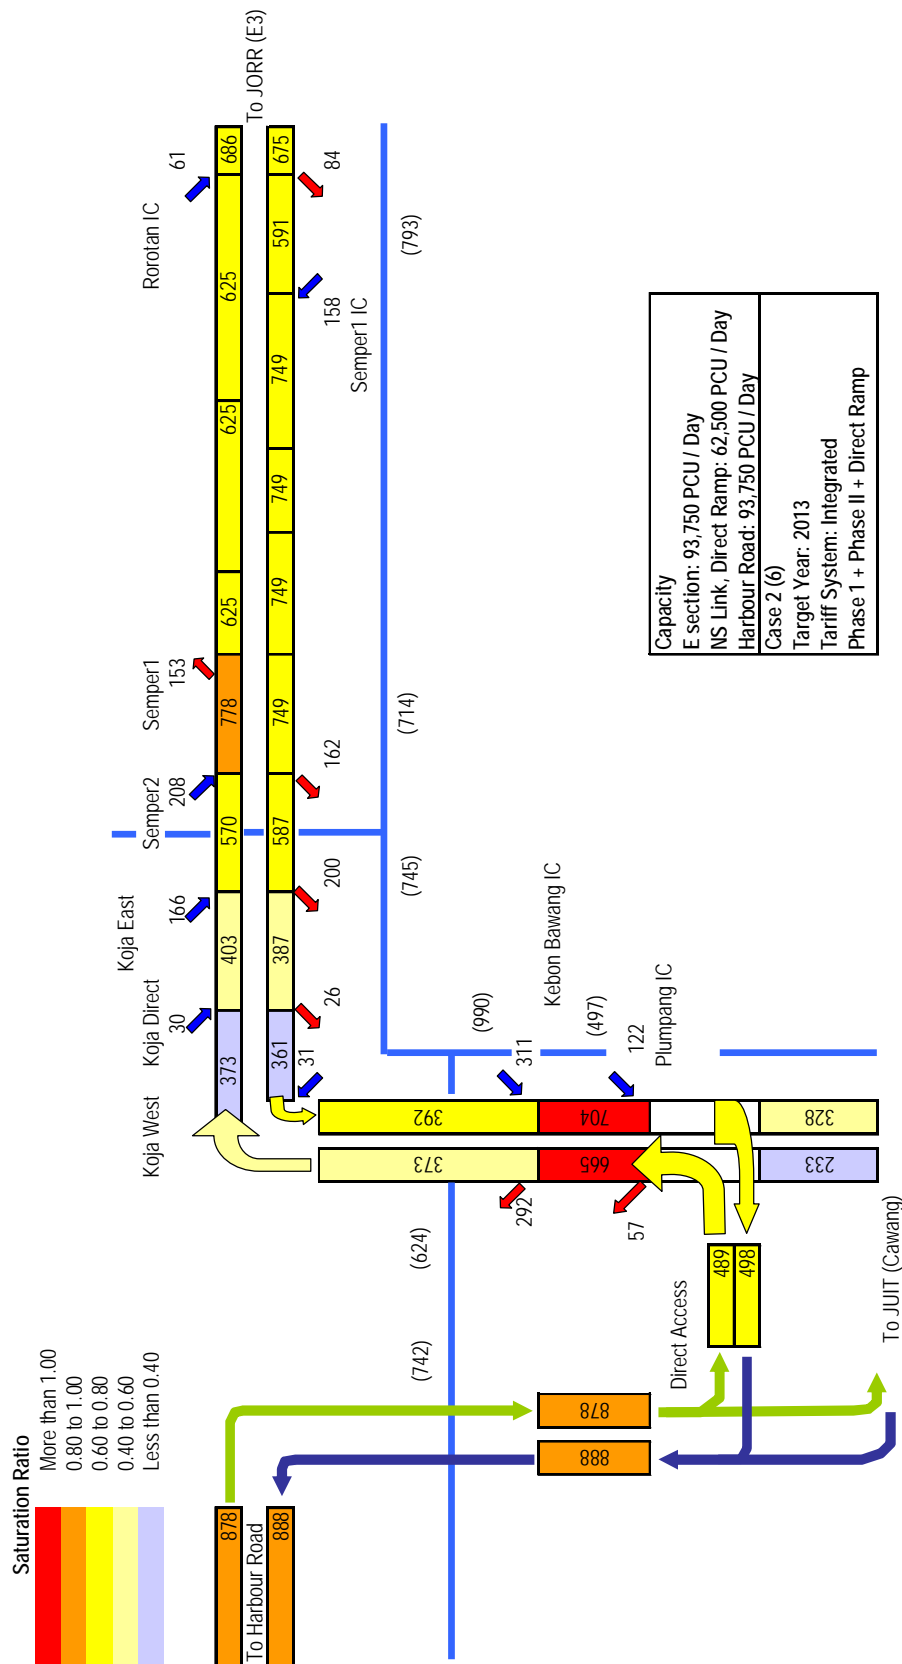 Saturation Ratio
More than 1.00
0.80 to 1.00
0.60 to 0.80
0.40 to 0.60
Less than 0.40
Koja West
Koja Direct
Koja East
Semper2
Semper1
Rorotan IC
30
166
208
153
61
373
403
570
778
625
625
625
686
To JORR (E3)
361
387
587
749
749
749
749
591
675
31
26
200
162
158
84
Semper1 IC
878
To Harbour Road
888
373
392
292
311
Kebon Bawang IC
665
704
57
122
Plumpang IC
233
328
(742)
(624)
(990)
(497)
(745)
(714)
(793)
878
888
Direct Access
489
498
To JUIT (Cawang)
Capacity
E section: 93,750 PCU / Day
NS Link, Direct Ramp: 62,500 PCU / Day
Harbour Road: 93,750 PCU / Day
Case 2 (6)
Target Year: 2013
Tariff System: Integrated
Phase 1 + Phase II + Direct Ramp